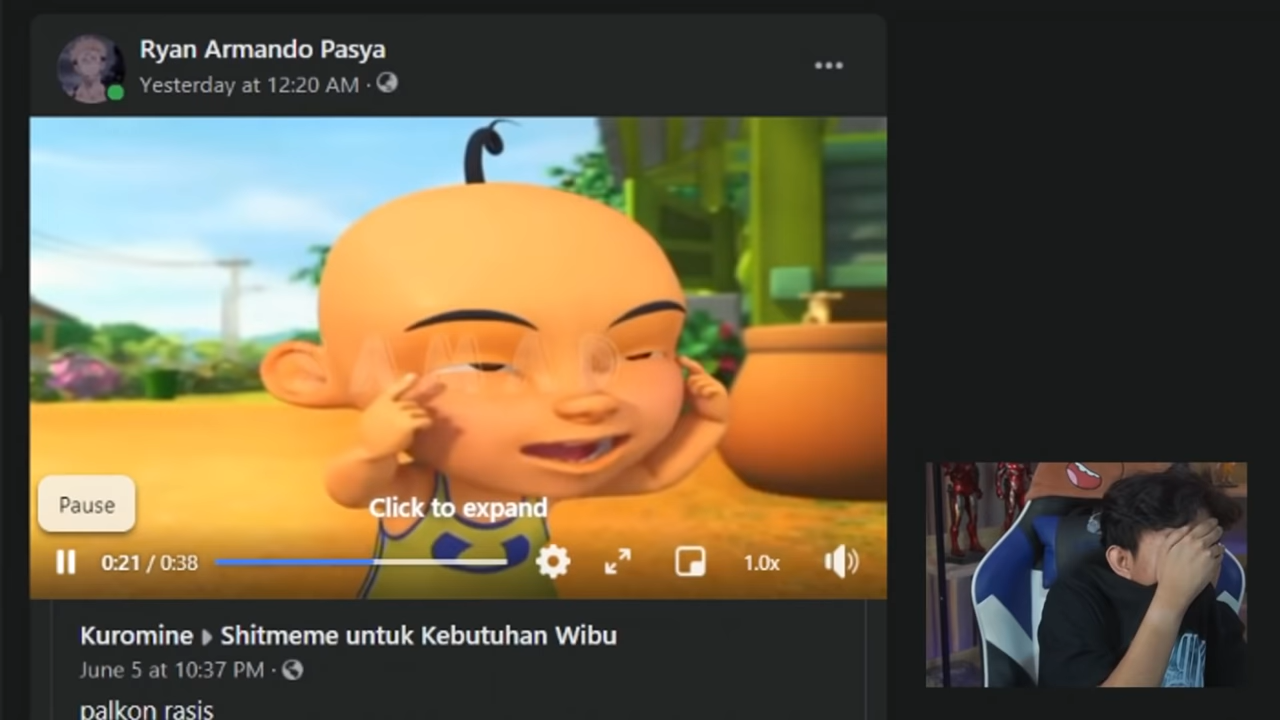 Ryan Armando Pasya
Yesterday at 12:20 AM ·
AMAD
Pause
Click to expand
0:21 / 0:38
1.0x
Kuromine ▸ Shitmeme untuk Kebutuhan Wibu
June 5 at 10:37 PM ·
palkon rasis